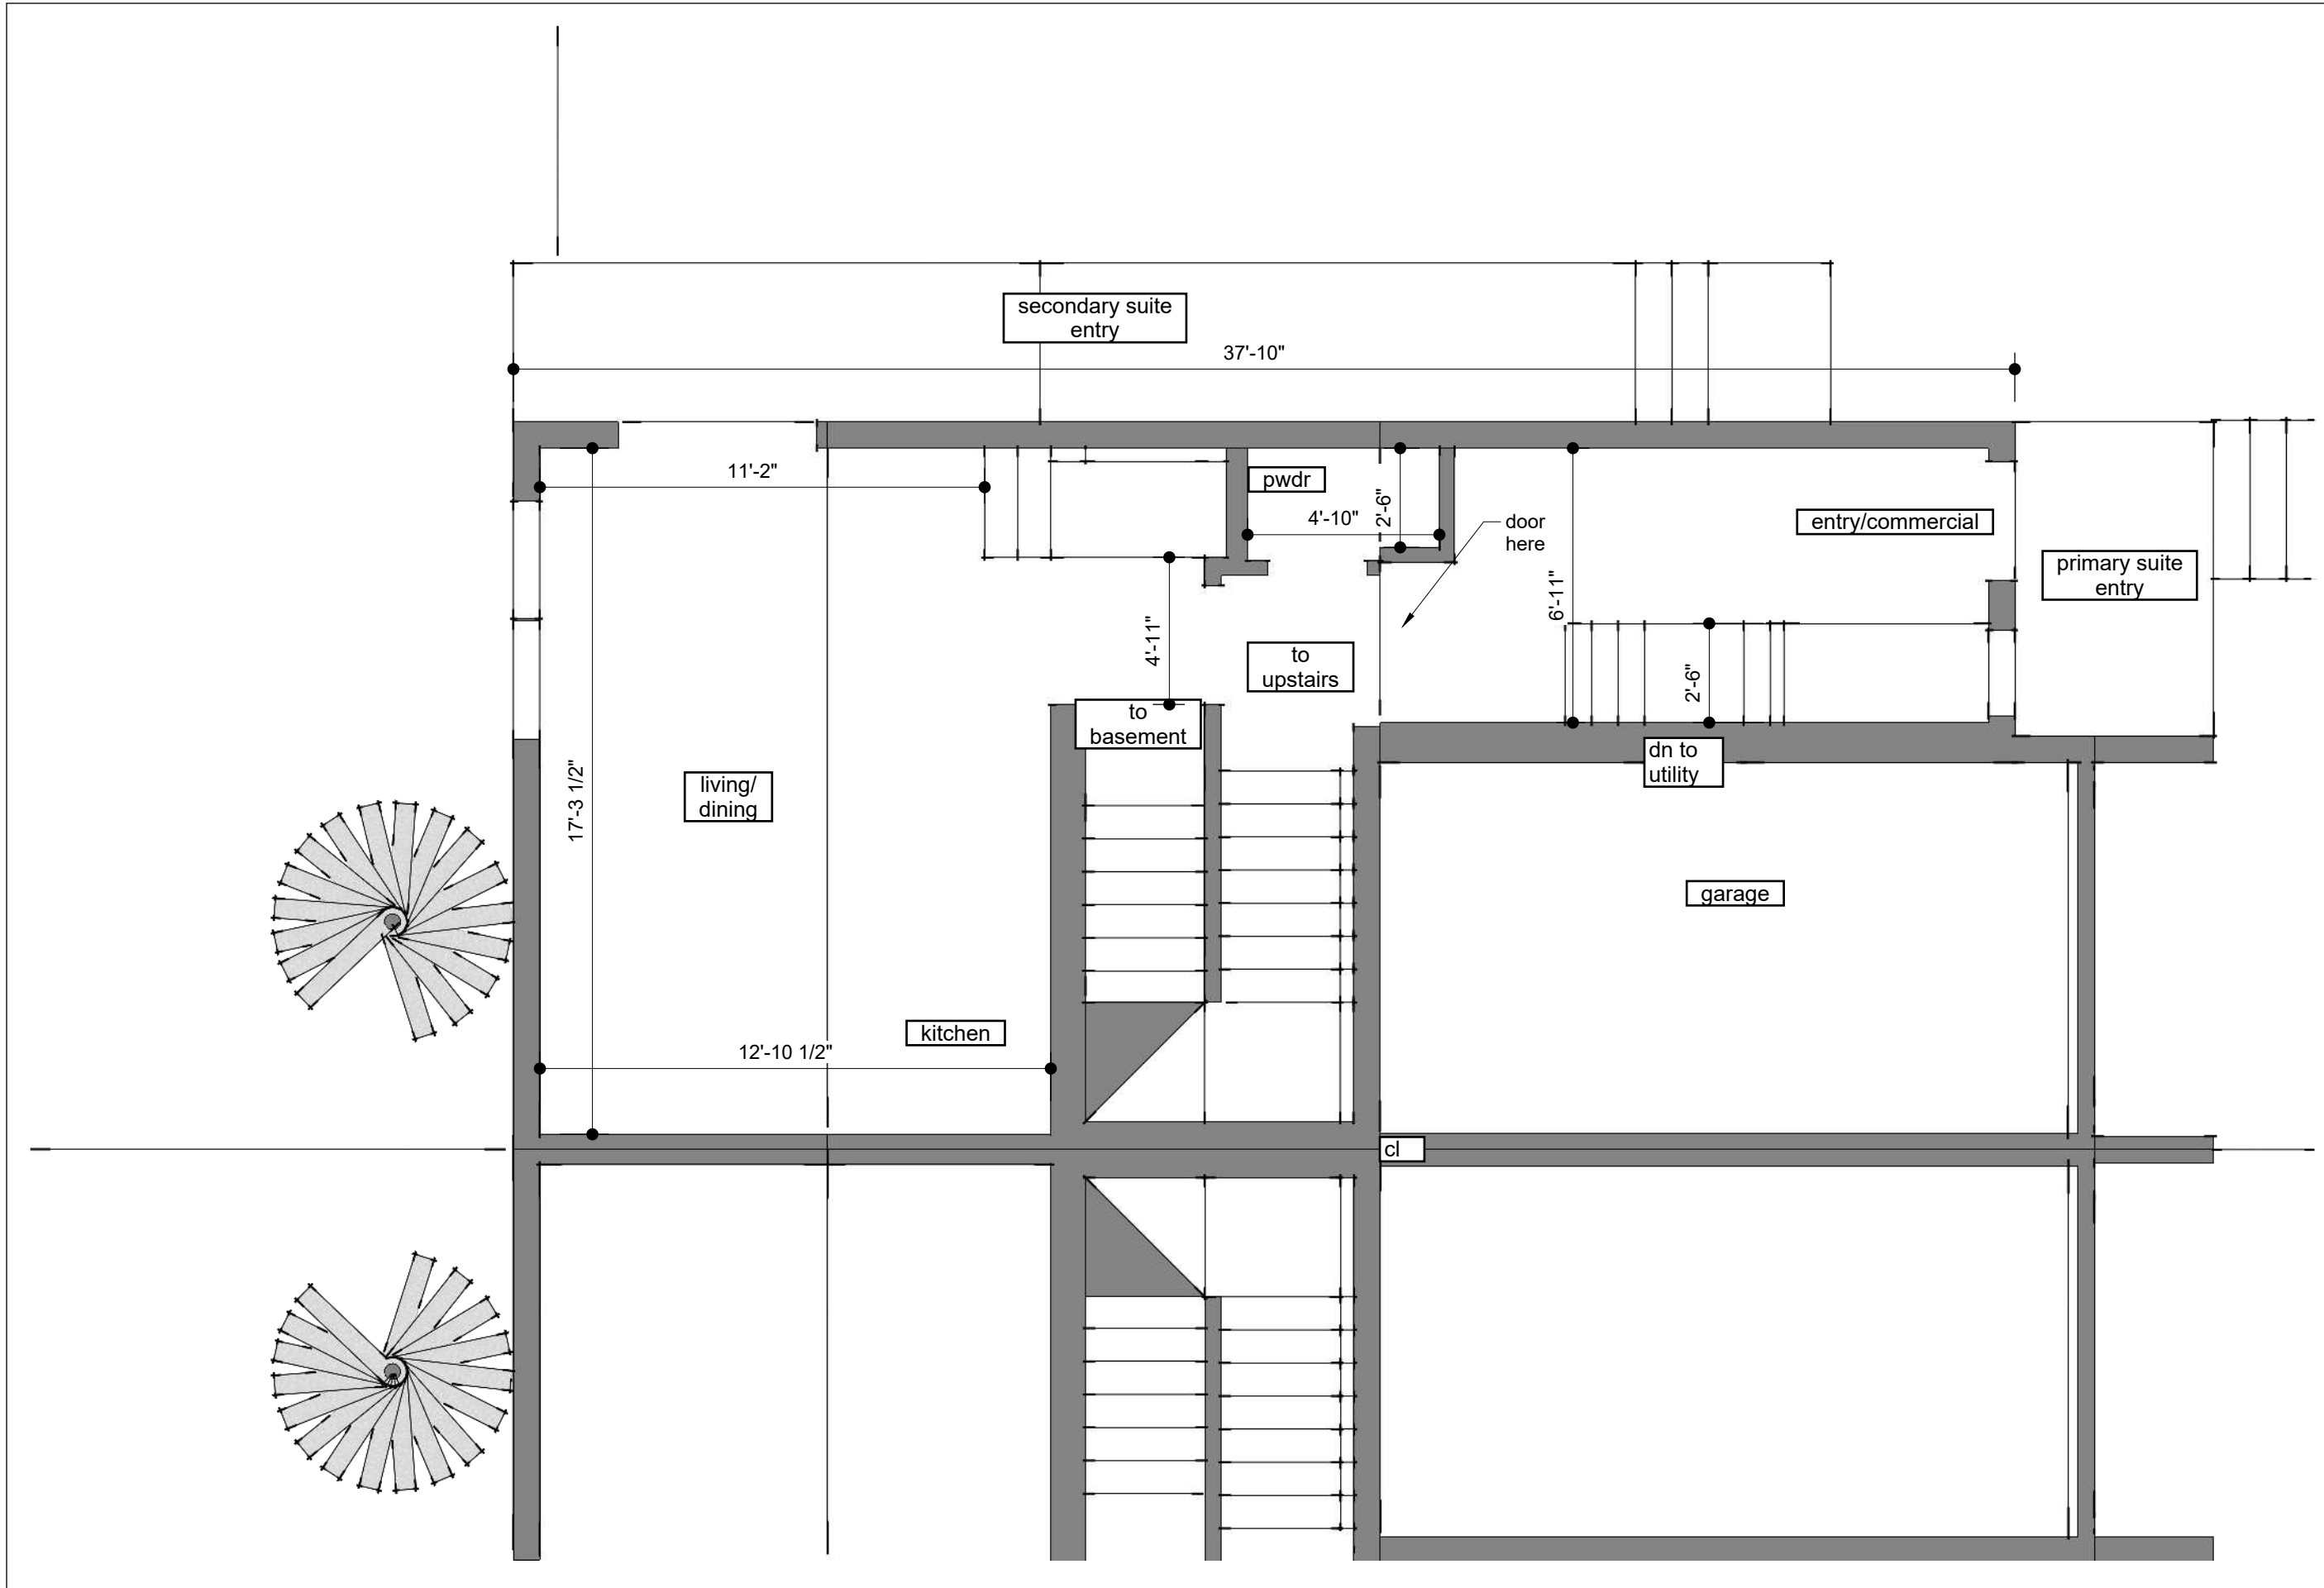 secondary suite
entry
37'-10"
11'-2"
pwdr
4'-10"
2'-6"
door
here
entry/commercial
primary suite
entry
6'-11"
4'-11"
to
upstairs
2'-6"
to
basement
dn to
utility
living/
dining
17'-3 1/2"
garage
kitchen
12'-10 1/2"
cl